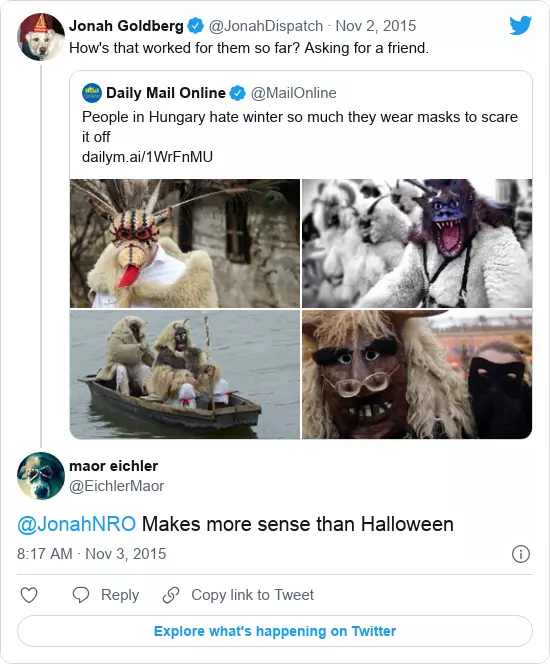 Jonah Goldberg @JonahDispatch · Nov 2, 2015
How's that worked for them so far? Asking for a friend.
Daily Mail Online @MailOnline
People in Hungary hate winter so much they wear masks to scare
it off
dailym.ai/1WrFnMU
maor eichler
@EichlerMaor
@JonahNRO Makes more sense than Halloween
8:17 AM · Nov 3, 2015
Reply
Copy link to Tweet
Explore what's happening on Twitter